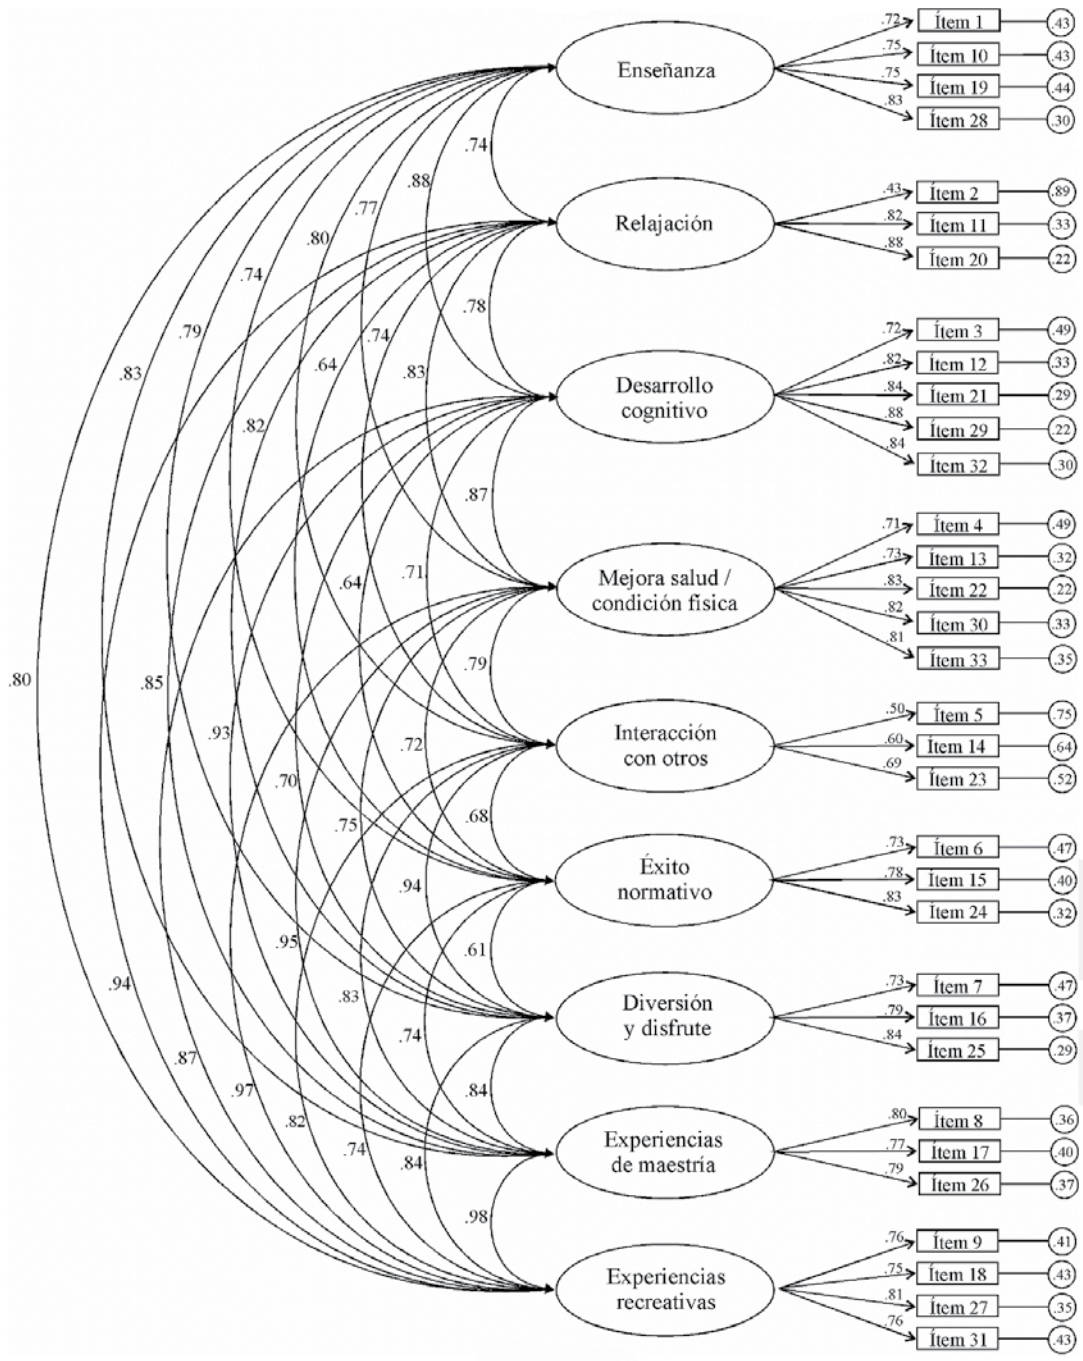 Enseñanza
.72
Ítem 1
.43
.75
Ítem 10
.43
.75
Ítem 19
.44
.83
Ítem 28
.30
.74
.88
.77
.80
.74
.79
.83
Relajación
.43
Ítem 2
.89
.82
Ítem 11
.33
.88
Ítem 20
.22
.78
.74
.83
.64
.82
Desarrollo
cognitivo
.72
Ítem 3
.49
.82
Ítem 12
.33
.84
Ítem 21
.29
.88
Ítem 29
.22
.84
Ítem 32
.30
.87
.71
.64
Mejora salud /
condición física
.71
Ítem 4
.49
.73
Ítem 13
.32
.83
Ítem 22
.22
.82
Ítem 30
.33
.81
Ítem 33
.35
.79
.80
.85
.93
.72
Interacción
con otros
.50
Ítem 5
.75
.60
Ítem 14
.64
.69
Ítem 23
.52
.70
.75
.68
Éxito
normativo
.73
Ítem 6
.47
.78
Ítem 15
.40
.83
Ítem 24
.32
.94
.95
.61
Diversión
y disfrute
.73
Ítem 7
.47
.79
Ítem 16
.37
.84
Ítem 25
.29
.94
.83
.74
.87
.97
.84
Experiencias
de maestría
.80
Ítem 8
.36
.77
Ítem 17
.40
.79
Ítem 26
.37
.82
.74
.84
.98
Experiencias
recreativas
.76
Ítem 9
.41
.75
Ítem 18
.43
.81
Ítem 27
.35
.76
Ítem 31
.43